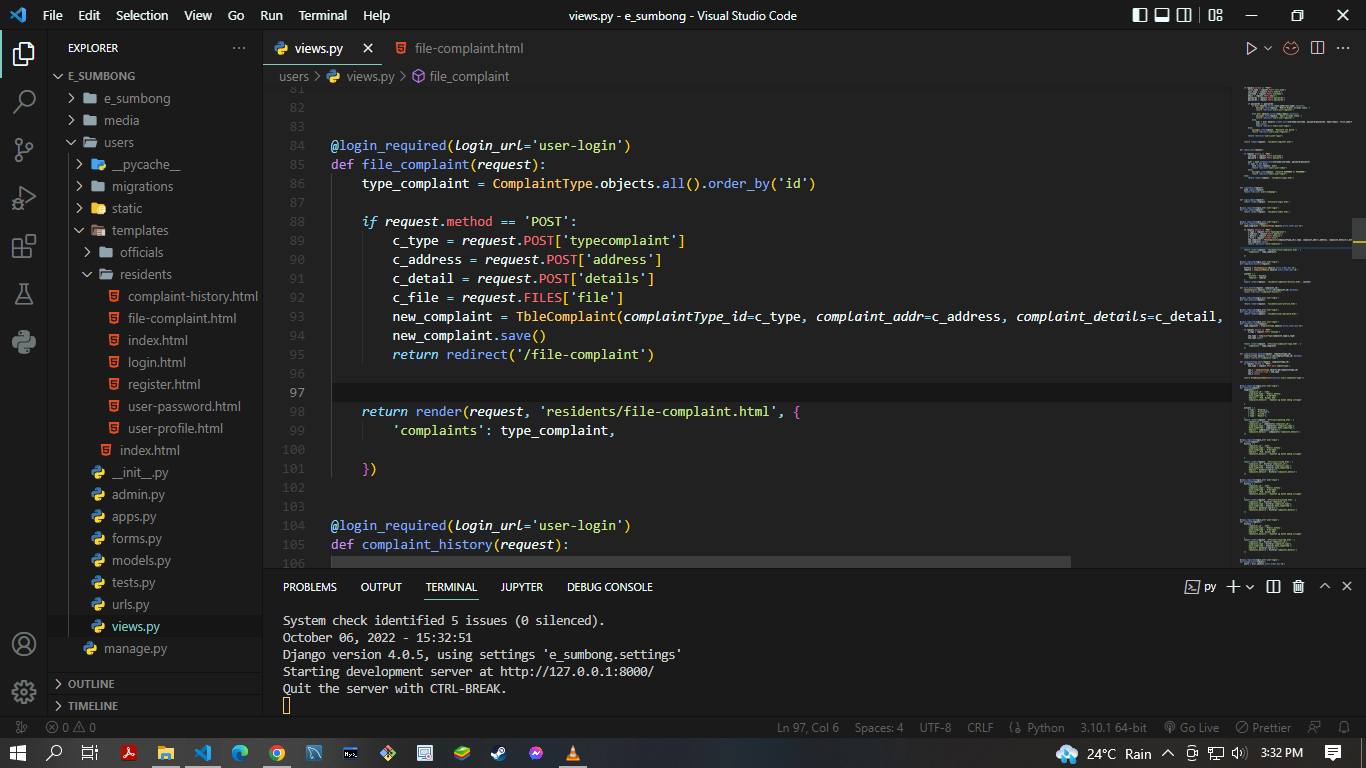 File Edit Selection View Go Run Terminal Help
views.py - e_sumbong - Visual Studio Code
EXPLORER
E_SUMBONG
e_sumbong
media
users
__pycache__
migrations
static
templates
officials
residents
complaint-history.html
file-complaint.html
index.html
login.html
register.html
user-password.html
user-profile.html
index.html
__init__.py
admin.py
apps.py
forms.py
models.py
tests.py
urls.py
views.py
manage.py
OUTLINE
TIMELINE
views.py file-complaint.html
users > views.py > file_complaint
81
82
83
84 @login_required(login_url='user-login')
85 def file_complaint(request):
86 type_complaint = ComplaintType.objects.all().order_by('id')
87
88 if request.method == 'POST':
89 c_type = request.POST['typecomplaint']
90 c_address = request.POST['address']
91 c_detail = request.POST['details']
92 c_file = request.FILES['file']
93 new_complaint = TbleComplaint(complaintType_id=c_type, complaint_addr=c_address, complaint_details=c_detail,
94 new_complaint.save()
95 return redirect('/file-complaint')
96
97
98 return render(request, 'residents/file-complaint.html', {
99 'complaints': type_complaint,
100
101 })
102
103
104 @login_required(login_url='user-login')
105 def complaint_history(request):
106
PROBLEMS OUTPUT TERMINAL JUPYTER DEBUG CONSOLE
py
System check identified 5 issues (0 silenced).
October 06, 2022 - 15:32:51
Django version 4.0.5, using settings 'e_sumbong.settings'
Starting development server at http://127.0.0.1:8000/
Quit the server with CTRL-BREAK.
0 0 Ln 97, Col 6 Spaces: 4 UTF-8 CRLF Python 3.10.1 64-bit Go Live Prettier
24°C Rain 3:32 PM